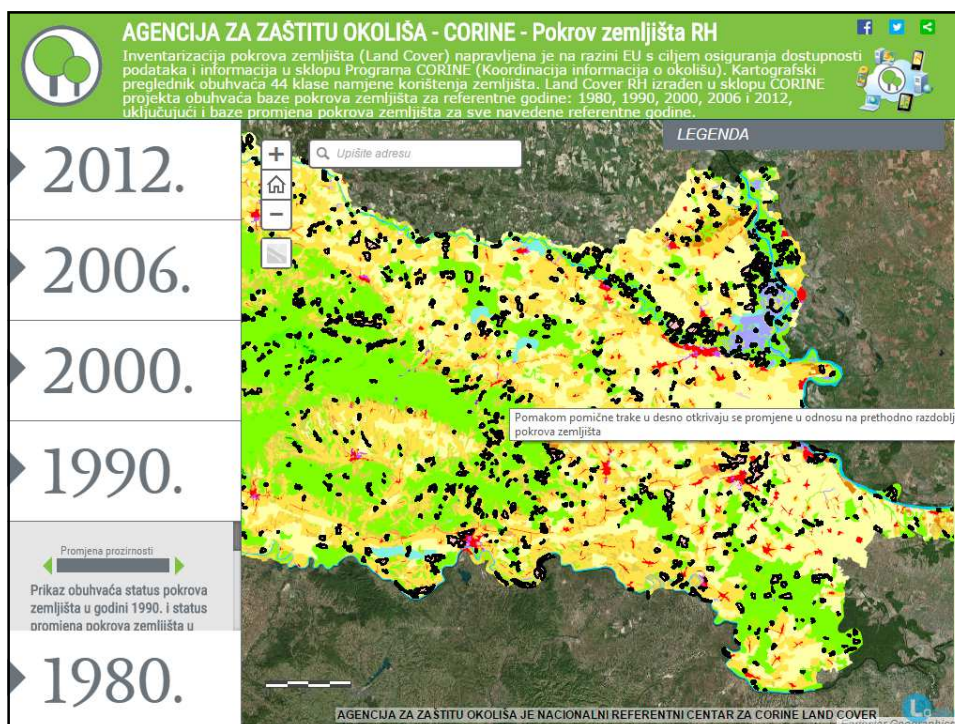 AGENCIJA ZA ZAŠTITU OKOLIŠA - CORINE - Pokrov zemljišta RH
Inventarizacija pokrova zemljišta (Land Cover) napravljena je na razini EU s ciljem osiguranja dostupnosti
podataka i informacija u sklopu Programa CORINE (Koordinacija informacija o okolišu). Kartografski
preglednik obuhvaća 44 klase namjene korištenja zemljišta. Land Cover RH izrađen u sklopu CORINE
projekta obuhvaća baze pokrova zemljišta za referentne godine: 1980, 1990, 2000, 2006 i 2012,
uključujući i baze promjena pokrova zemljišta za sve navedene referentne godine.
LEGENDA
Upišite adresu
2012.
2006.
2000.
1990.
Pomakom pomične trake u desno otkrivaju se promjene u odnosu na prethodno razdoblj
pokrova zemljišta
Promjena prozirnosti
Prikaz obuhvaća status pokrova
zemljišta u godini 1990. i status
promjena pokrova zemljišta u
1980.
AGENCIJA ZA ZAŠTITU OKOLIŠA JE NACIONALNI REFERENTNI CENTAR ZA CORINE LAND COVER